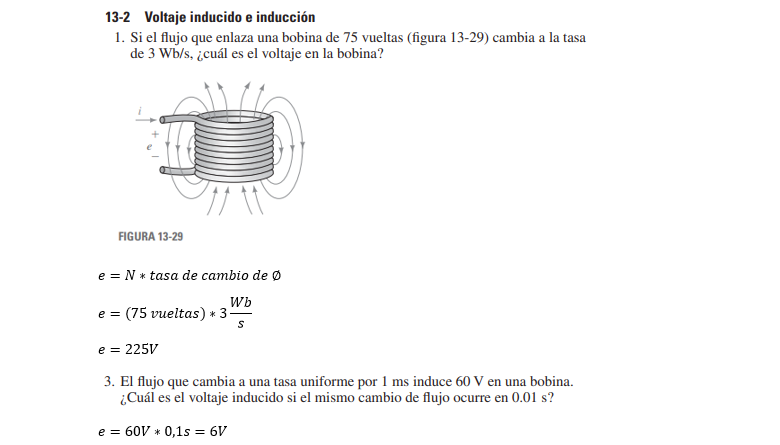 13-2 Voltaje inducido e inducción
1. Si el flujo que enlaza una bobina de 75 vueltas (figura 13-29) cambia a la tasa
de 3 Wb/s, ¿cuál es el voltaje en la bobina?
i
+
e
−
FIGURA 13-29
e = N * tasa de cambio de ∅
e = (75 vueltas) * 3 Wb/s
e = 225V
3. El flujo que cambia a una tasa uniforme por 1 ms induce 60 V en una bobina.
¿Cuál es el voltaje inducido si el mismo cambio de flujo ocurre en 0.01 s?
e = 60V * 0,1s = 6V